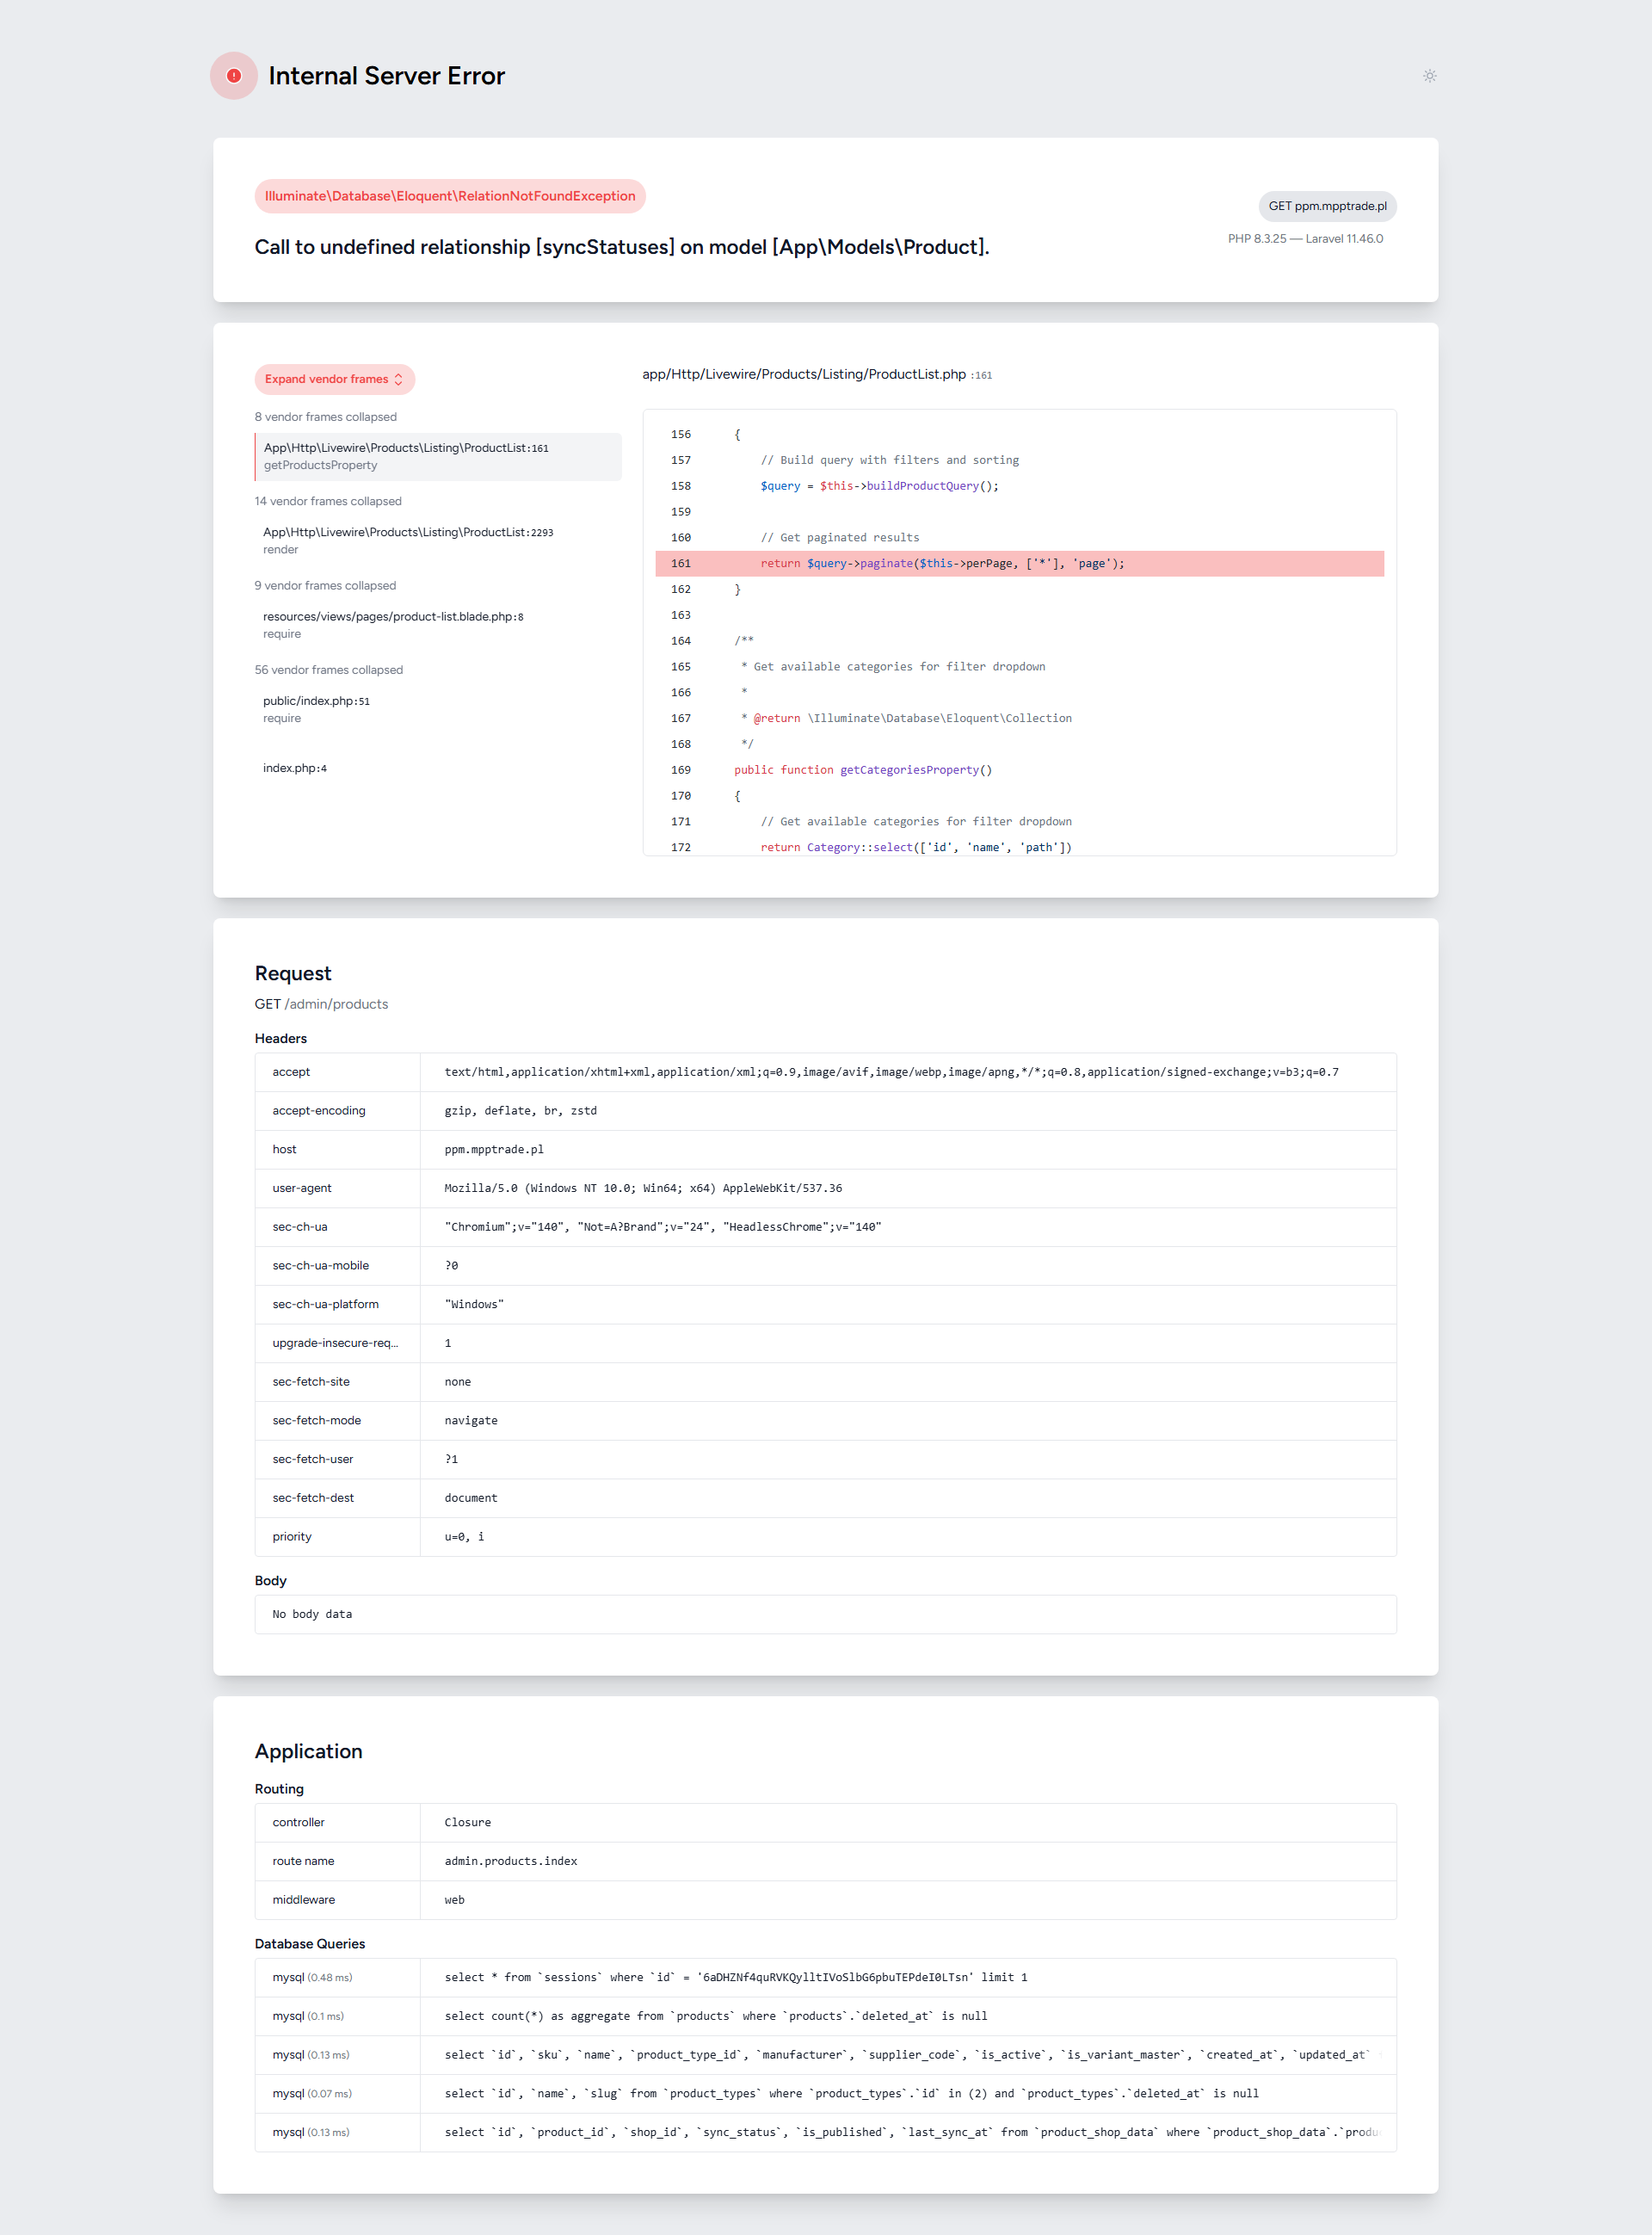 Internal Server Error
Illuminate\Database\Eloquent\RelationNotFoundException
Call to undefined relationship [syncStatuses] on model [App\Models\Product].
GET ppm.mpptrade.pl
PHP 8.3.25 — Laravel 11.46.0
Expand vendor frames
8 vendor frames collapsed
App\Http\Livewire\Products\Listing\ProductList:161
getProductsProperty
14 vendor frames collapsed
App\Http\Livewire\Products\Listing\ProductList:2293
render
9 vendor frames collapsed
resources/views/pages/product-list.blade.php:8
require
56 vendor frames collapsed
public/index.php:51
require
index.php:4
app/Http/Livewire/Products/Listing/ProductList.php :161
156 {
157 // Build query with filters and sorting
158 $query = $this->buildProductQuery();
159
160 // Get paginated results
161 return $query->paginate($this->perPage, ['*'], 'page');
162 }
163
164 /**
165 * Get available categories for filter dropdown
166 *
167 * @return \Illuminate\Database\Eloquent\Collection
168 */
169 public function getCategoriesProperty()
170 {
171 // Get available categories for filter dropdown
172 return Category::select(['id', 'name', 'path'])
Request
GET /admin/products
Headers
accept text/html,application/xhtml+xml,application/xml;q=0.9,image/avif,image/webp,image/apng,*/*;q=0.8,application/signed-exchange;v=b3;q=0.7
accept-encoding gzip, deflate, br, zstd
host ppm.mpptrade.pl
user-agent Mozilla/5.0 (Windows NT 10.0; Win64; x64) AppleWebKit/537.36
sec-ch-ua "Chromium";v="140", "Not=A?Brand";v="24", "HeadlessChrome";v="140"
sec-ch-ua-mobile ?0
sec-ch-ua-platform "Windows"
upgrade-insecure-req... 1
sec-fetch-site none
sec-fetch-mode navigate
sec-fetch-user ?1
sec-fetch-dest document
priority u=0, i
Body
No body data
Application
Routing
controller Closure
route name admin.products.index
middleware web
Database Queries
mysql (0.48 ms) select * from `sessions` where `id` = '6aDHZNf4quRVKQylltIVoSlbG6pbuTEPdeI0LTsn' limit 1
mysql (0.1 ms) select count(*) as aggregate from `products` where `products`.`deleted_at` is null
mysql (0.13 ms) select `id`, `sku`, `name`, `product_type_id`, `manufacturer`, `supplier_code`, `is_active`, `is_variant_master`, `created_at`, `updated_at`
mysql (0.07 ms) select `id`, `name`, `slug` from `product_types` where `product_types`.`id` in (2) and `product_types`.`deleted_at` is null
mysql (0.13 ms) select `id`, `product_id`, `shop_id`, `sync_status`, `is_published`, `last_sync_at` from `product_shop_data` where `product_shop_data`.`produ